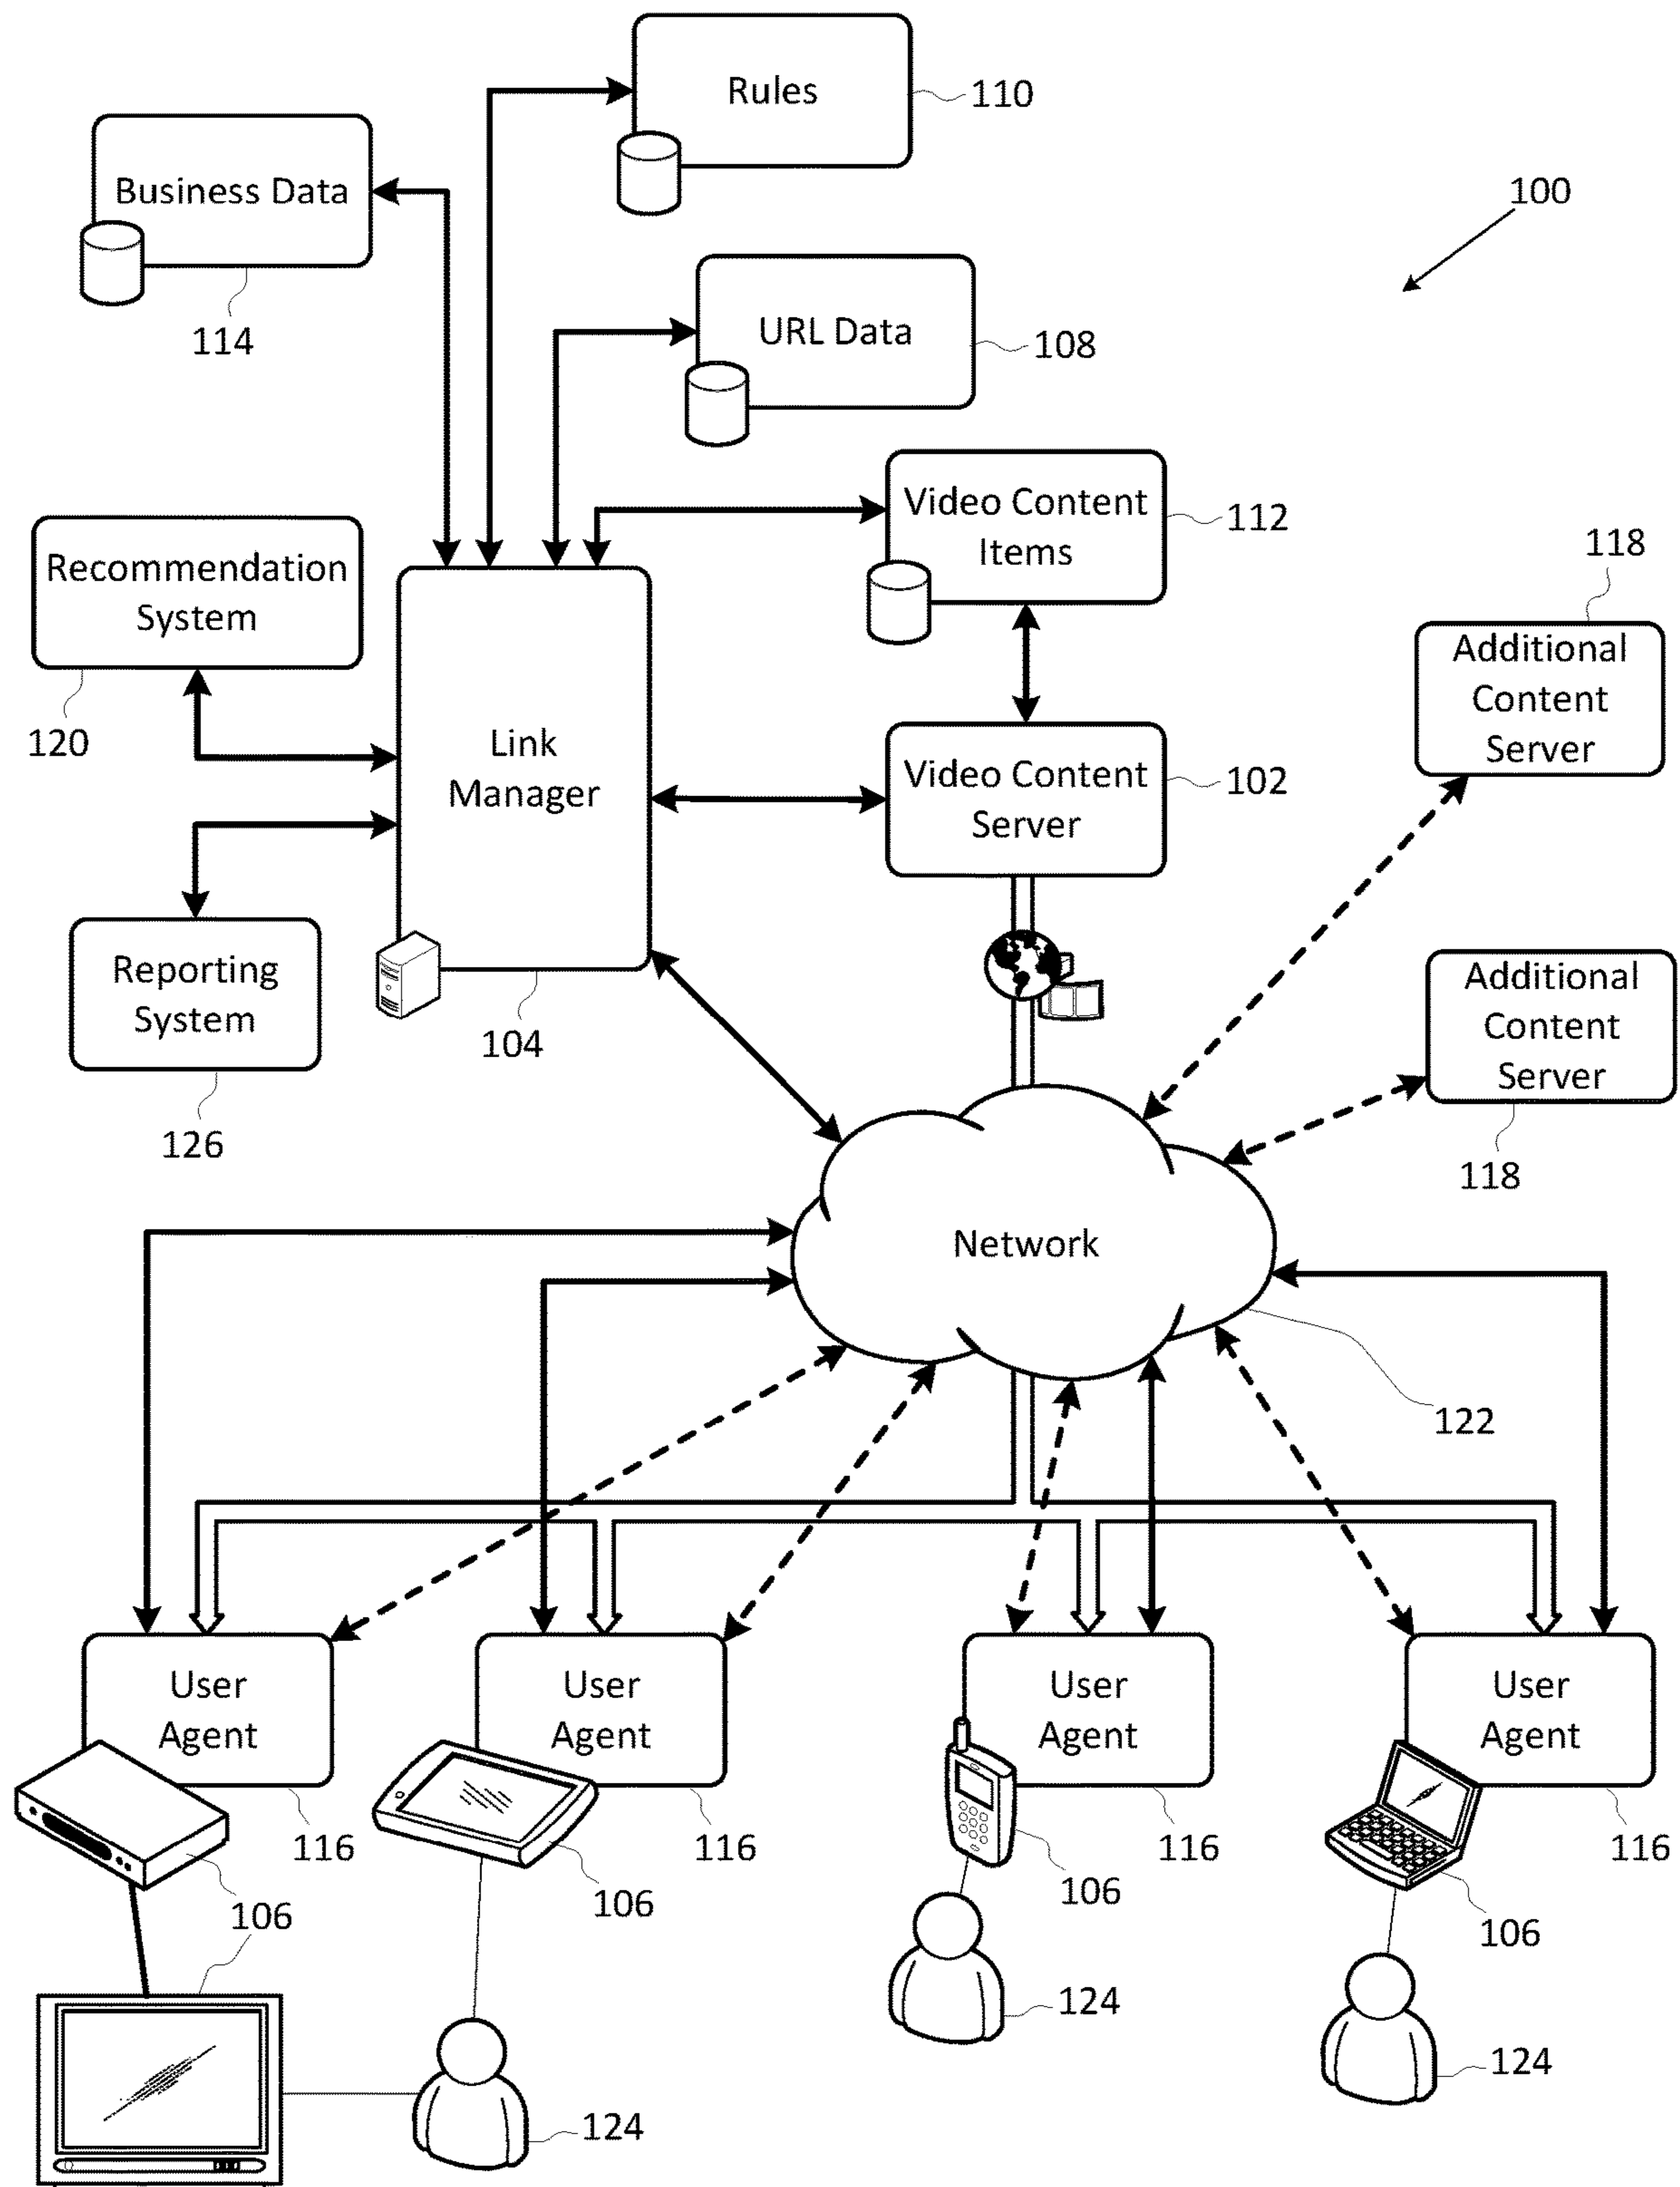 Rules
110
Business Data
114
100
URL Data
108
Video Content
Items
112
Recommendation
System
120
118
Additional
Content
Server
Link
Manager
104
Video Content
Server
102
Reporting
System
126
Additional
Content
Server
118
Network
122
User
Agent
116
106
106
User
Agent
116
106
User
Agent
116
106
User
Agent
116
106
124
124
124